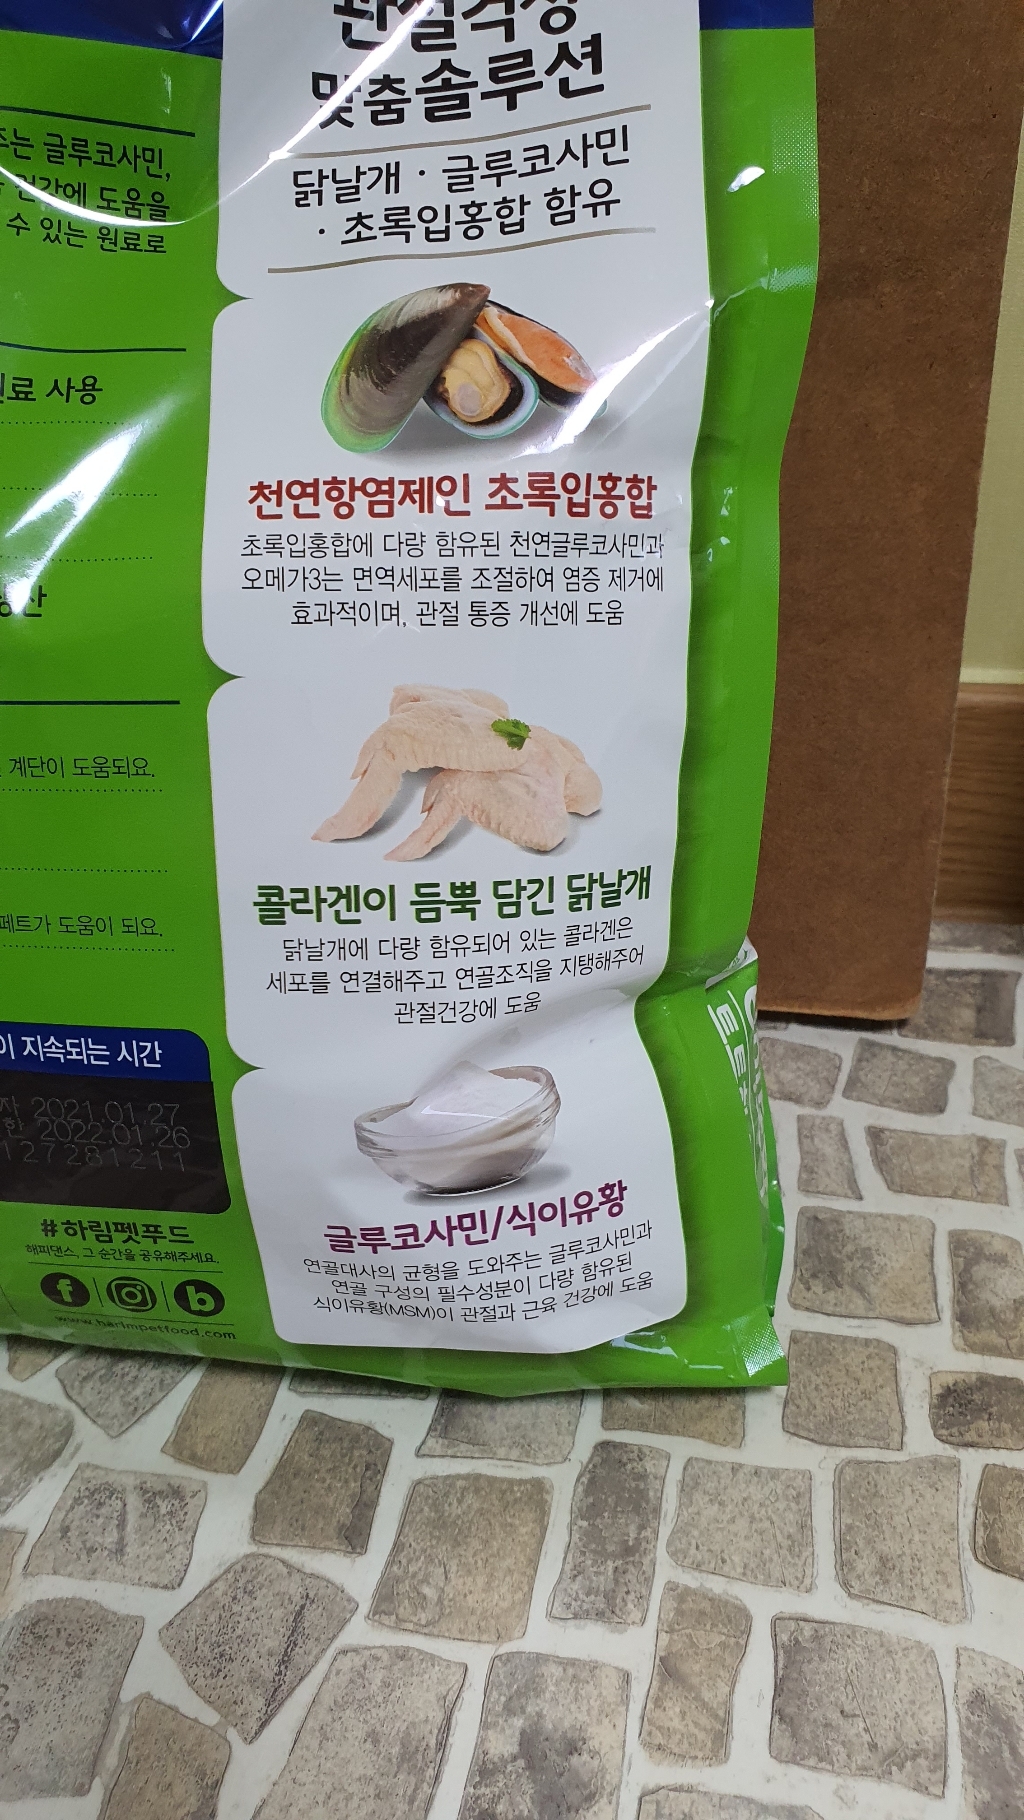 관절걱정
맞춤솔루션
닭날개 · 글루코사민
· 초록입홍합 함유
천연항염제인 초록입홍합
초록입홍합에 다량 함유된 천연글루코사민과
오메가3는 면역세포를 조절하여 염증 제거에
효과적이며, 관절 통증 개선에 도움
콜라겐이 듬뿍 담긴 닭날개
닭날개에 다량 함유되어 있는 콜라겐은
세포를 연결해주고 연골조직을 지탱해주어
관절건강에 도움
글루코사민/식이유황
연골대사의 균형을 도와주는 글루코사민과
연골 구성의 필수성분이 다량 함유된
식이유황(MSM)이 관절과 근육 건강에 도움
주는 글루코사민,
건강에 도움을
수 있는 원료로
원료 사용
계단이 도움되요.
도움이 되요.
이 지속되는 시간
2021.01.27
2022.01.26
#하림펫푸드
해피댄스, 그 순간을 공유해주세요.
www.harimpetfood.com